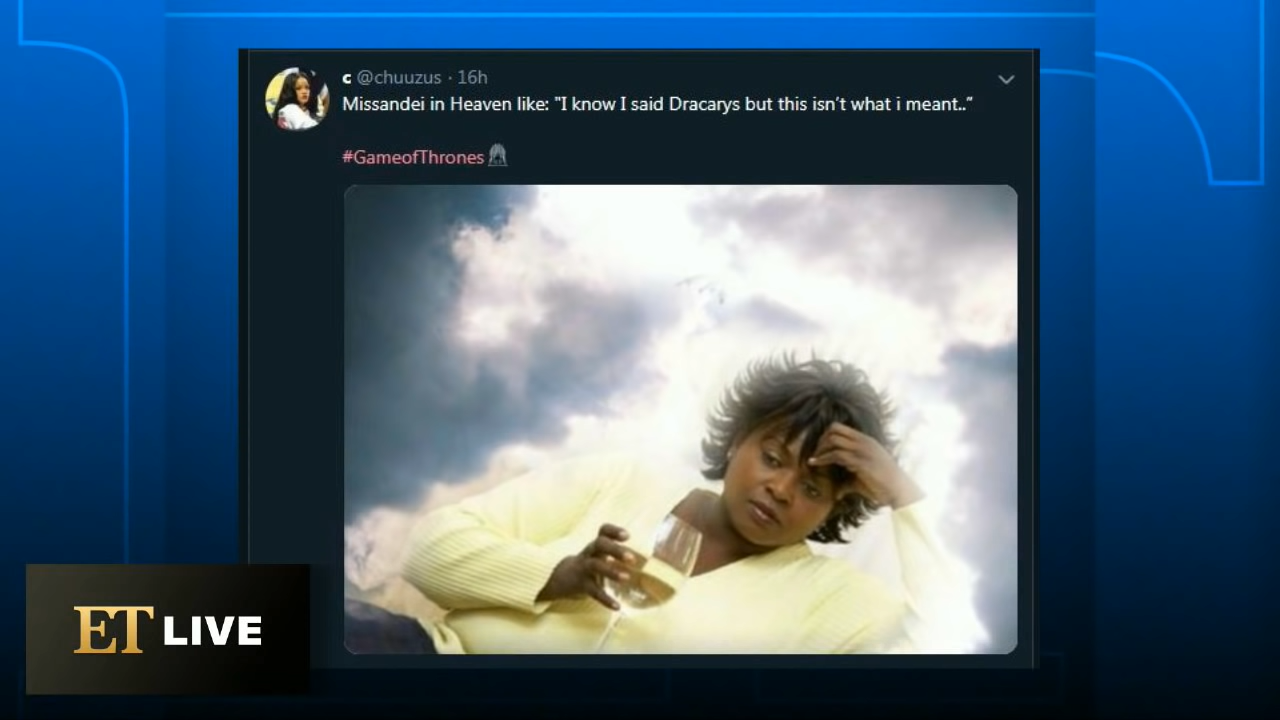 c @chuuzus · 16h
Missandei in Heaven like: "I know I said Dracarys but this isn't what i meant.."
#GameofThrones
ET LIVE